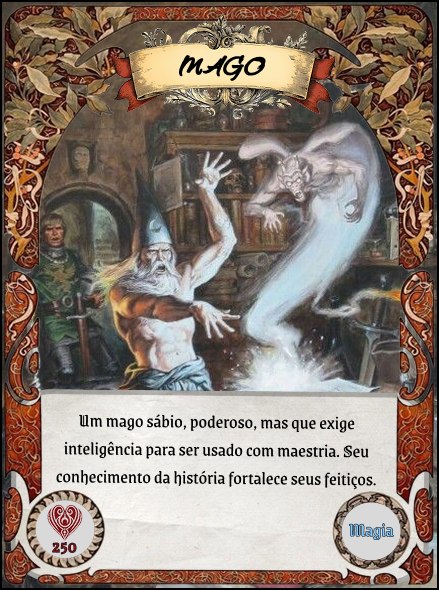 MAGO
Um mago sábio, poderoso, mas que exige
inteligência para ser usado com maestria. Seu
conhecimento da história fortalece seus feitiços.
250
Magia